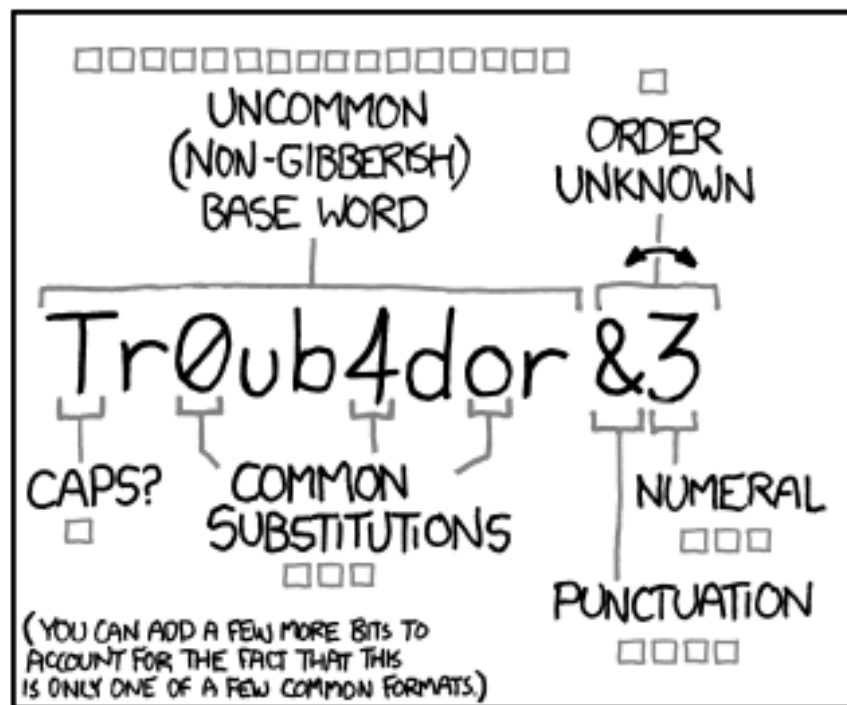 UNCOMMON
(NON-GIBBERISH)
BASE WORD
ORDER
UNKNOWN
Tr0ub4dor &3
CAPS?
COMMON
SUBSTITUTIONS
NUMERAL
PUNCTUATION
(YOU CAN ADD A FEW MORE BITS TO
ACCOUNT FOR THE FACT THAT THIS
IS ONLY ONE OF A FEW COMMON FORMATS.)